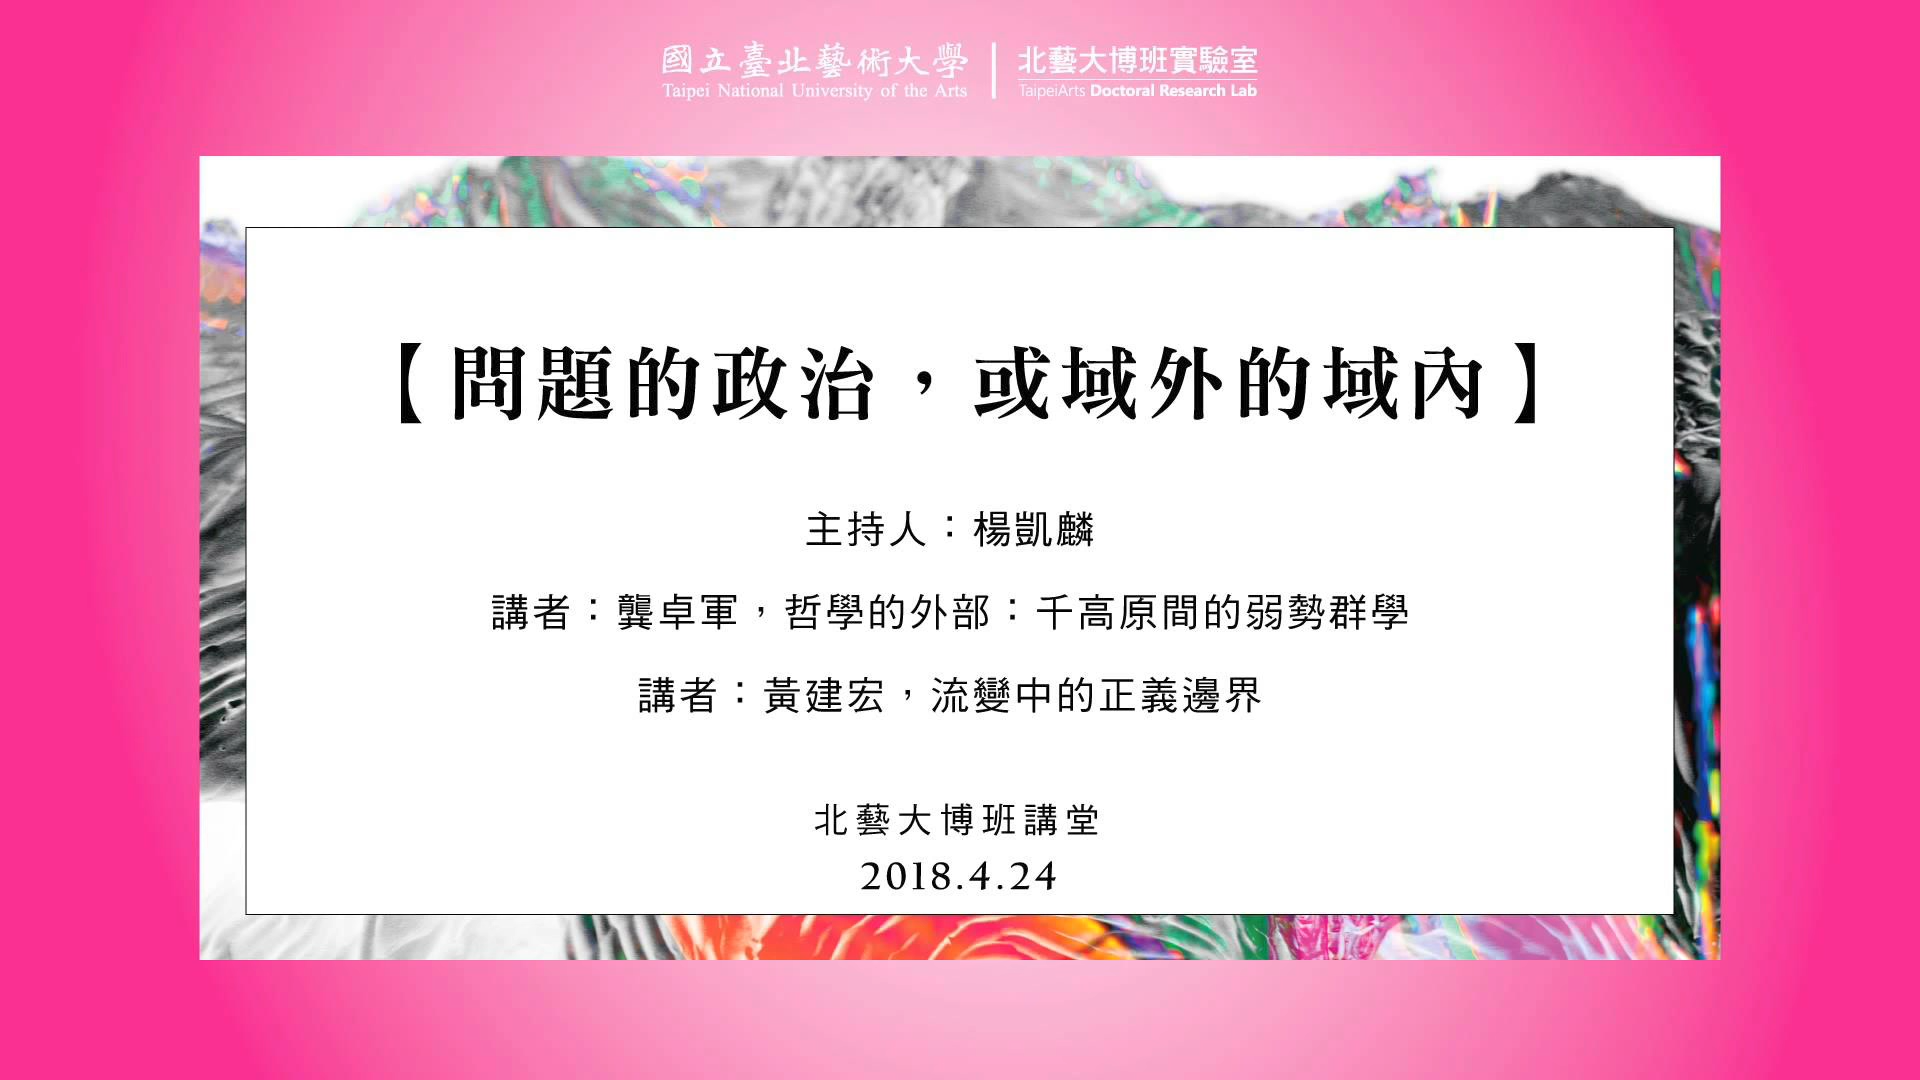 國立臺北藝術大學
Taipei National University of the Arts
北藝大博班實驗室
TaipeiArts Doctoral Research Lab
【問題的政治，或域外的域內】
主持人：楊凱麟
講者：龔卓軍，哲學的外部：千高原間的弱勢群學
講者：黃建宏，流變中的正義邊界
北藝大博班講堂
2018.4.24